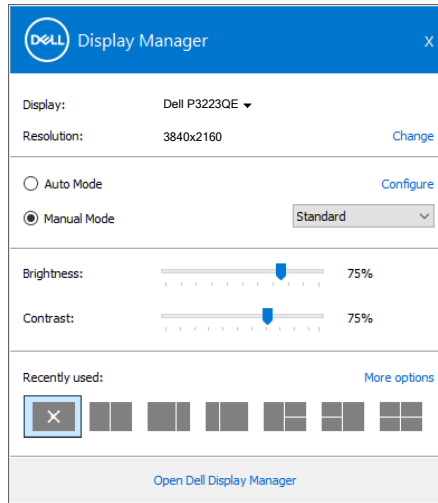 DELL Display Manager X
Display: Dell P3223QE
Resolution: 3840x2160 Change
Auto Mode Configure
Manual Mode Standard
Brightness: 75%
Contrast: 75%
Recently used: More options
Open Dell Display Manager